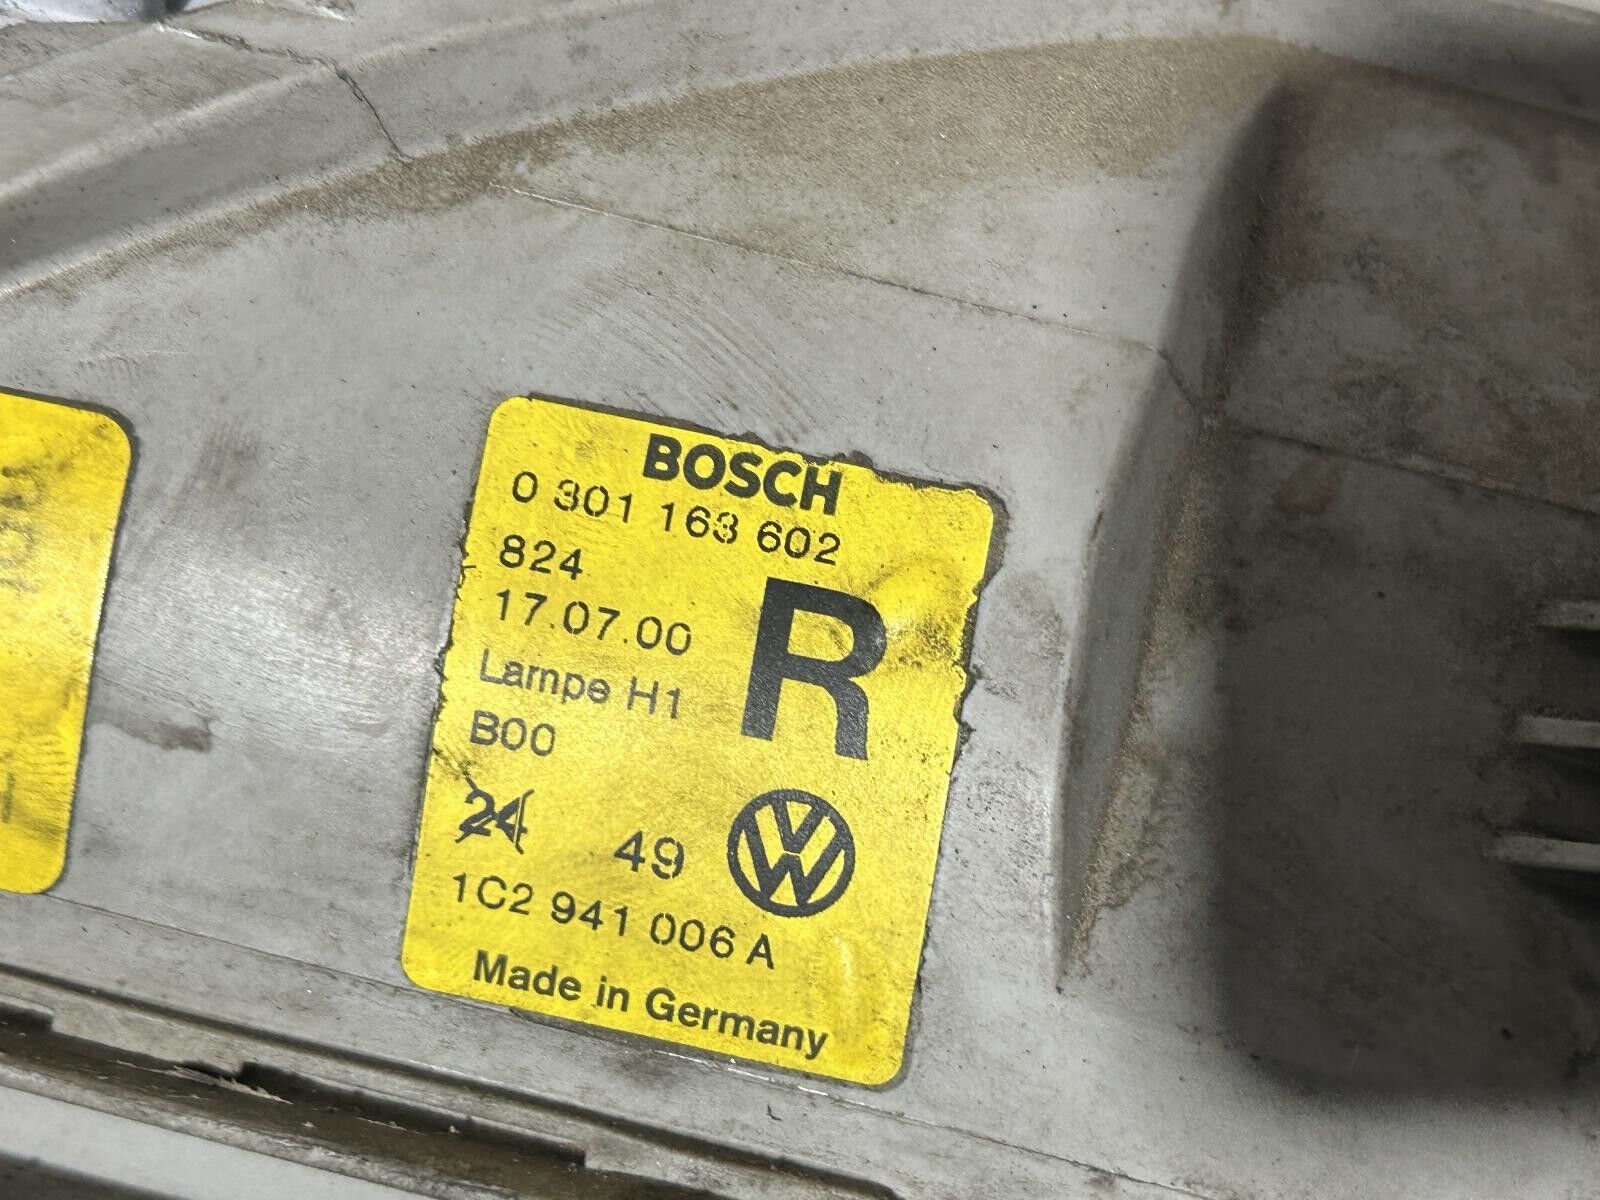 BOSCH
0 301 163 602
824
17.07.00
R
Lampe H1
B00
24
49
VW
1C2 941 006 A
Made in Germany